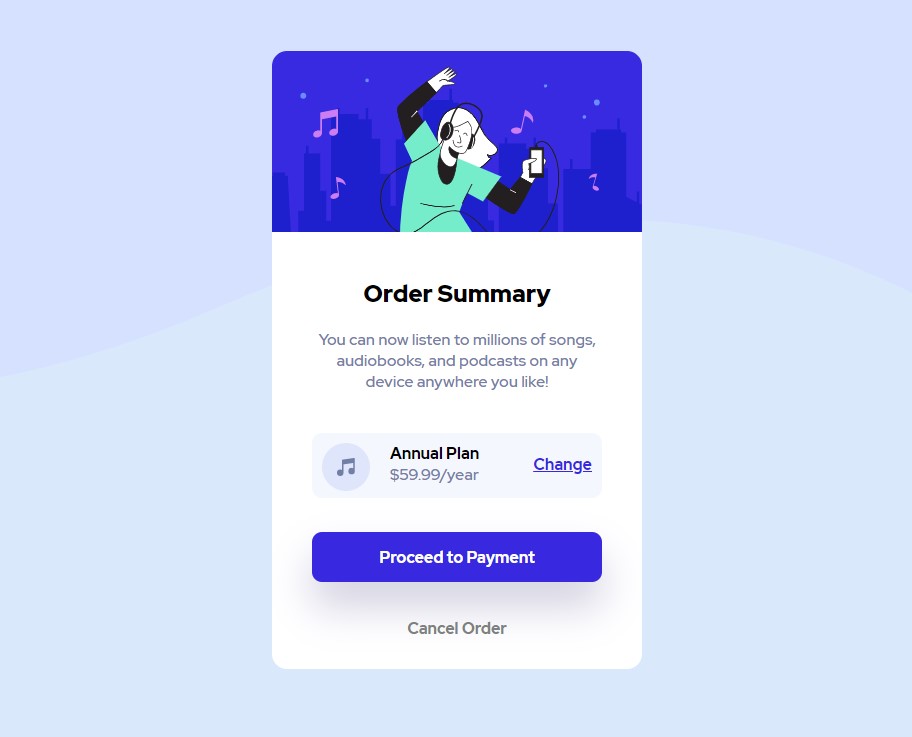 Order Summary
You can now listen to millions of songs,
audiobooks, and podcasts on any
device anywhere you like!
Annual Plan
$59.99/year
Change
Proceed to Payment
Cancel Order